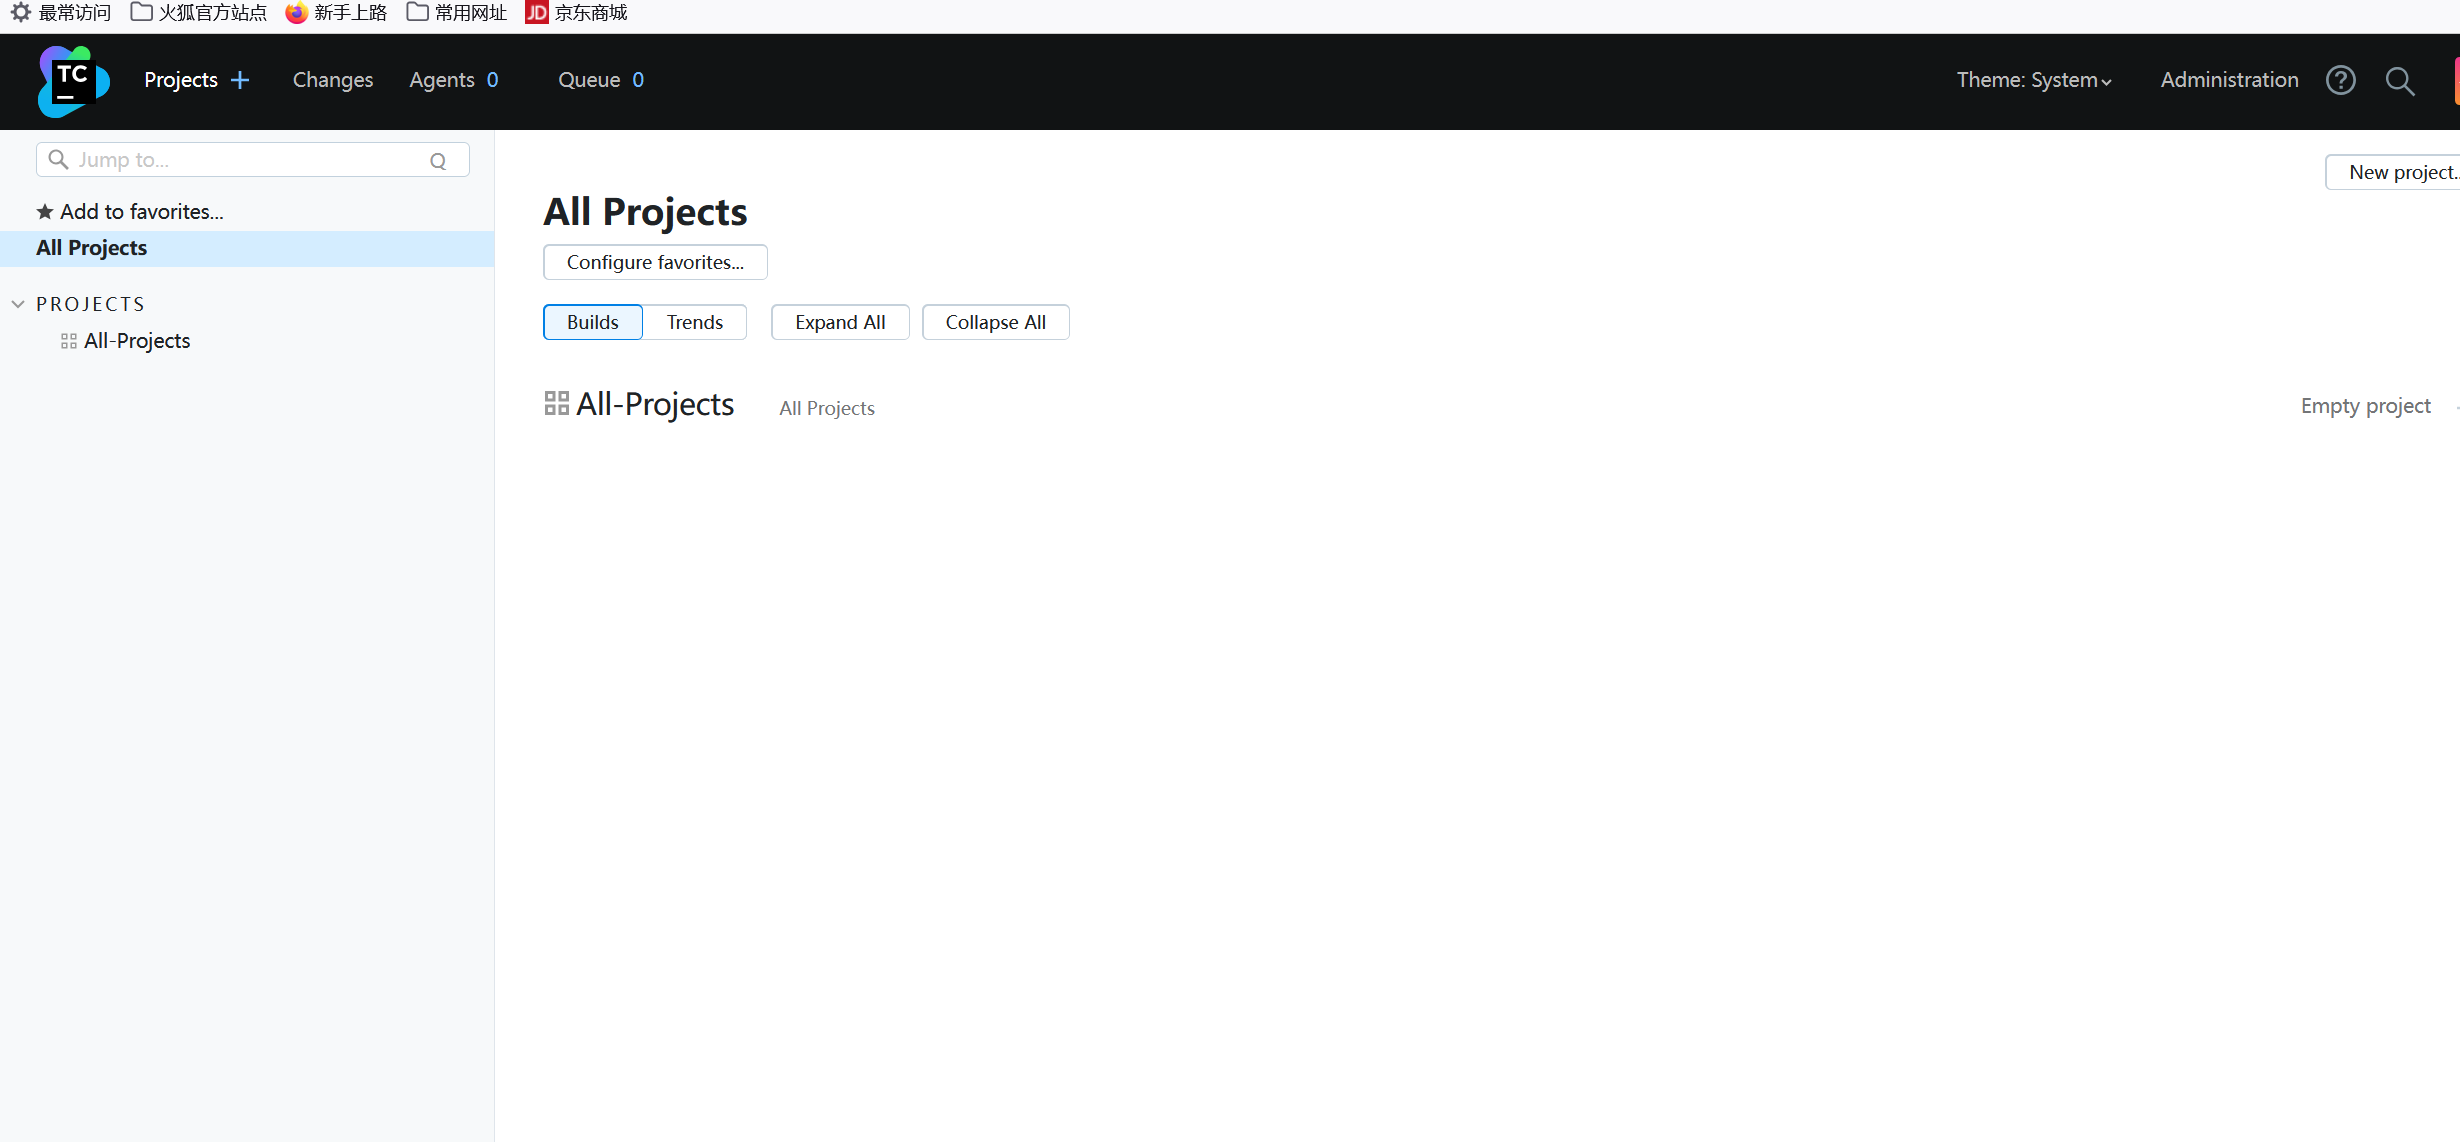 最常访问 火狐官方站点 新手上路 常用网址 JD 京东商城
TC Projects Changes Agents 0 Queue 0 Theme: System Administration
Jump to... Q
New project..
Add to favorites...
All Projects
All Projects
Configure favorites...
PROJECTS
All-Projects
Builds Trends Expand All Collapse All
All-Projects All Projects Empty project